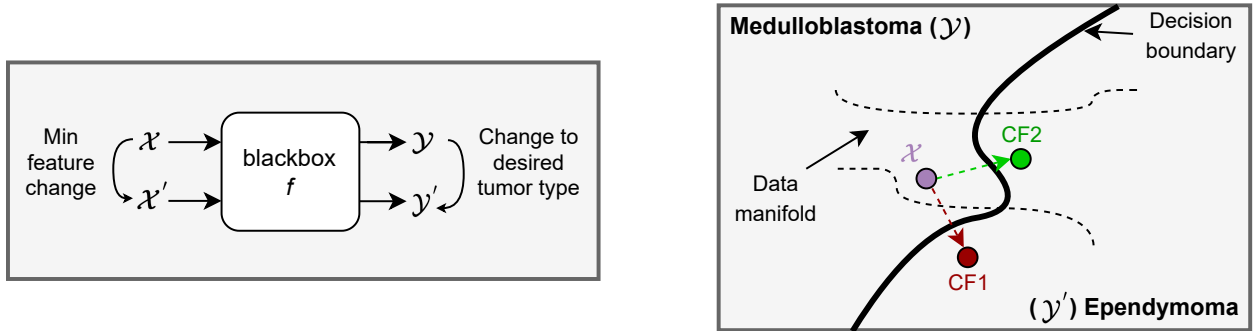 Min
feature
change
𝒳
𝒳′
blackbox
f
𝒴
𝒴′
Change to
desired
tumor type
Medulloblastoma (𝒴)
Decision
boundary
CF2
𝒳
Data
manifold
CF1
(𝒴′) Ependymoma